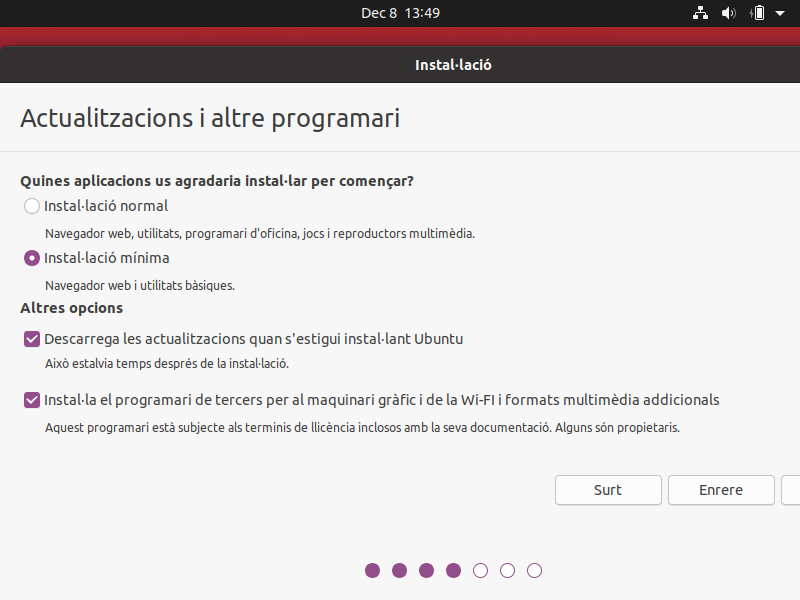 Dec 8 13:49
Instal·lació
Actualitzacions i altre programari
Quines aplicacions us agradaria instal·lar per començar?
Instal·lació normal
Navegador web, utilitats, programari d'oficina, jocs i reproductors multimèdia.
Instal·lació mínima
Navegador web i utilitats bàsiques.
Altres opcions
Descarrega les actualitzacions quan s'estigui instal·lant Ubuntu
Això estalvia temps després de la instal·lació.
Instal·la el programari de tercers per al maquinari gràfic i de la Wi-FI i formats multimèdia addicionals
Aquest programari està subjecte als terminis de llicència inclosos amb la seva documentació. Alguns són propietaris.
Surt Enrere